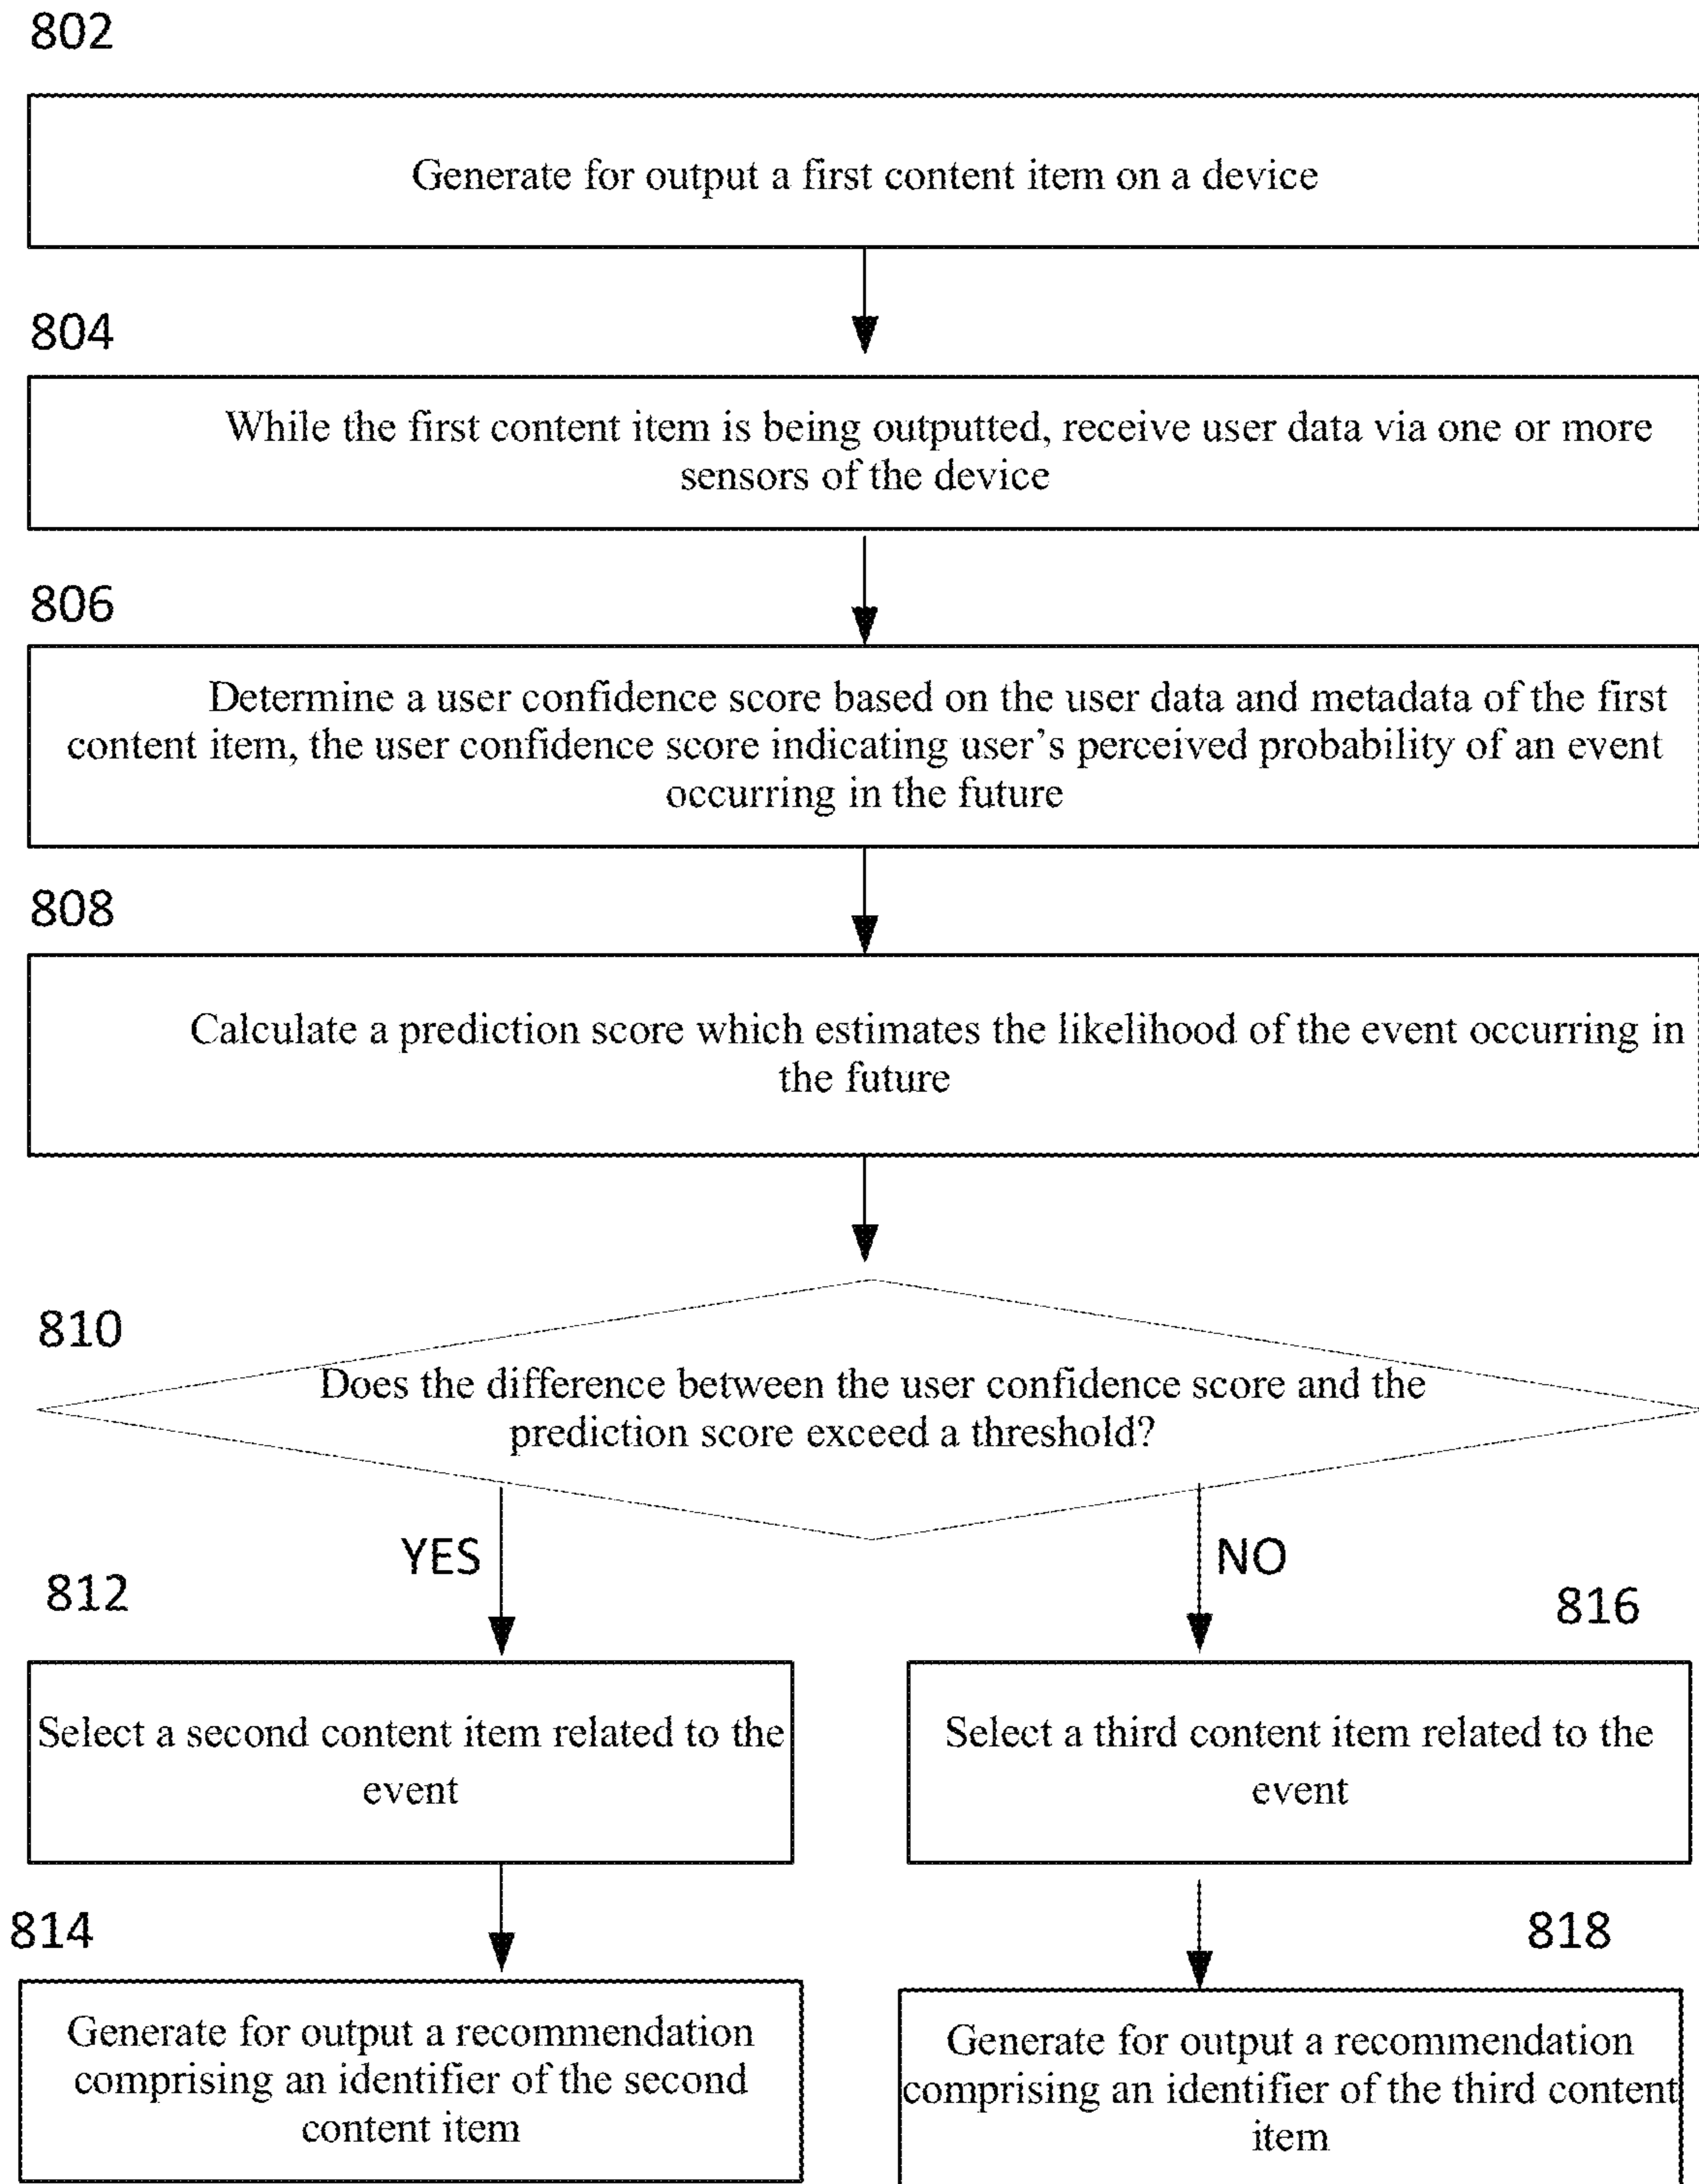 802
Generate for output a first content item on a device
804
While the first content item is being outputted, receive user data via one or more
sensors of the device
806
Determine a user confidence score based on the user data and metadata of the first
content item, the user confidence score indicating user's perceived probability of an event
occurring in the future
808
Calculate a prediction score which estimates the likelihood of the event occurring in
the future
810
Does the difference between the user confidence score and the
prediction score exceed a threshold?
YES
NO
812
816
Select a second content item related to the
event
Select a third content item related to the
event
814
818
Generate for output a recommendation
comprising an identifier of the second
content item
Generate for output a recommendation
comprising an identifier of the third content
item